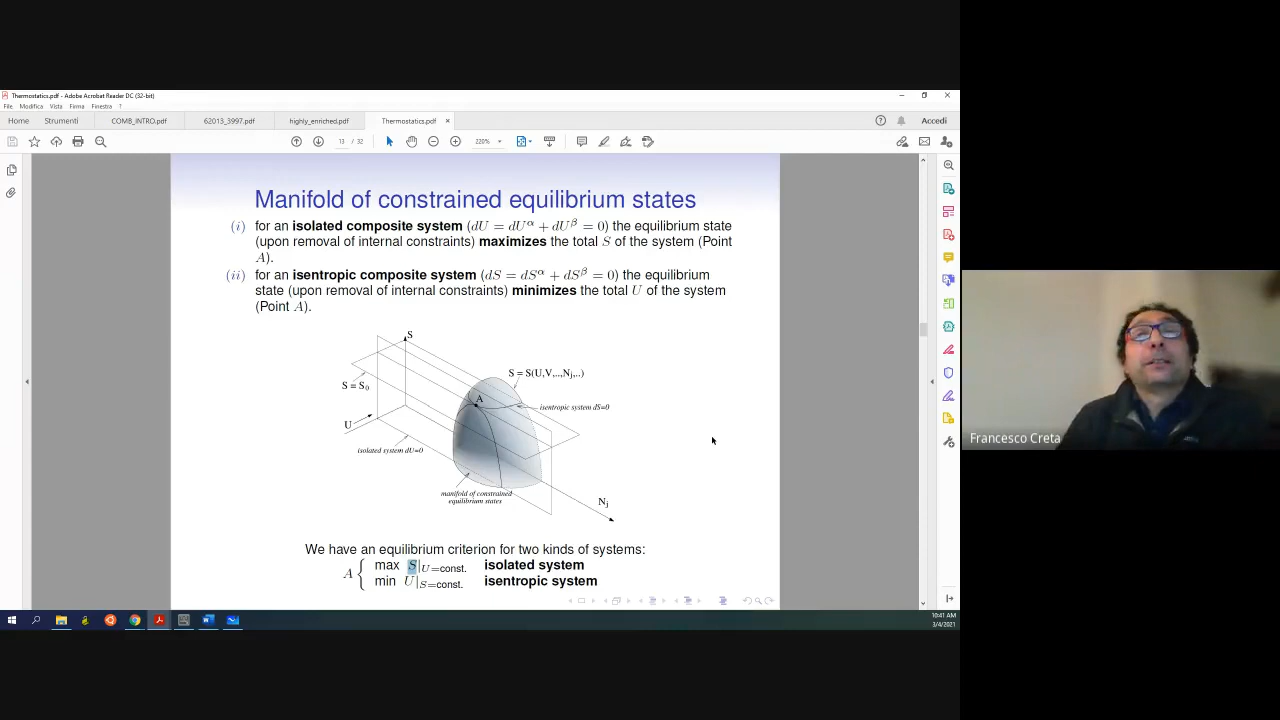 Thermostatics.pdf - Adobe Acrobat Reader DC (32-bit)
File Modifica Vista Firma Finestra ?
Home Strumenti COMB_INTRO.pdf 62013_3997.pdf highly_enriched.pdf Thermostatics.pdf × Accedi
13 / 32 220%
Manifold of constrained equilibrium states
(i) for an isolated composite system (dU = dUᵅ + dUᵝ = 0) the equilibrium state
(upon removal of internal constraints) maximizes the total S of the system (Point
A).
(ii) for an isentropic composite system (dS = dSᵅ + dSᵝ = 0) the equilibrium
state (upon removal of internal constraints) minimizes the total U of the system
(Point A).
S
S = S(U,V,..,Nⱼ,..)
S = S₀
A
isentropic system dS=0
U
isolated system dU=0
manifold of constrained
equilibrium states
Nⱼ
We have an equilibrium criterion for two kinds of systems:
A { max S|U=const. isolated system
min U|S=const. isentropic system
Francesco Creta
10:41 AM
3/4/2021